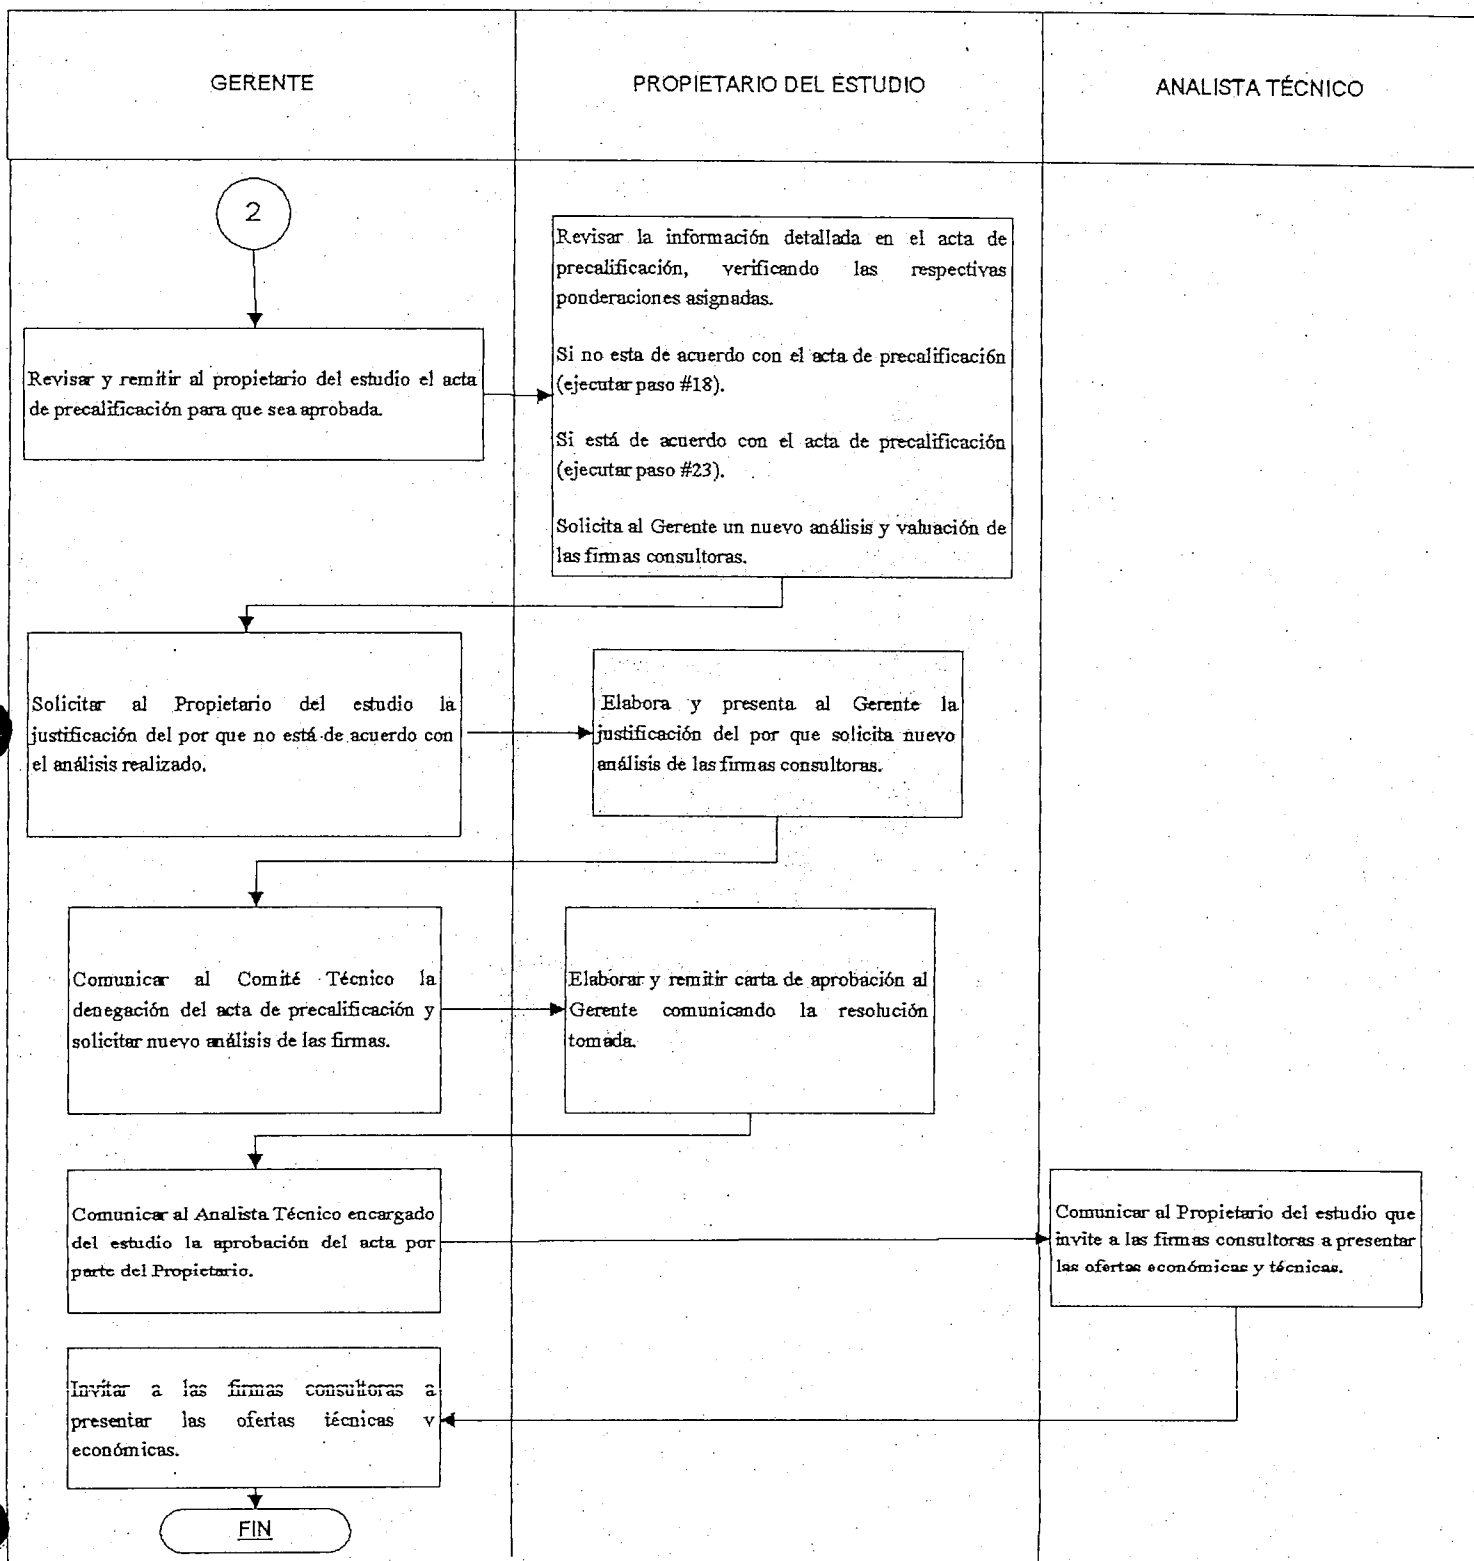 GERENTE
PROPIETARIO DEL ESTUDIO
ANALISTA TÉCNICO
2
Revisar y remitir al propietario del estudio el acta
de precalificación para que sea aprobada.
Revisar la información detallada en el acta de
precalificación, verificando las respectivas
ponderaciones asignadas.
Si no esta de acuerdo con el acta de precalificación
(ejecutar paso #18).
Si está de acuerdo con el acta de precalificación
(ejecutar paso #23).
Solicita al Gerente un nuevo análisis y valuación de
las firmas consultoras.
Solicitar al Propietario del estudio la
justificación del por que no está de acuerdo con
el análisis realizado.
Elabora y presenta al Gerente la
justificación del por que solicita nuevo
análisis de las firmas consultoras.
Comunicar al Comité Técnico la
denegación del acta de precalificación y
solicitar nuevo análisis de las firmas.
Elaborar y remitir carta de aprobación al
Gerente comunicando la resolución
tomada.
Comunicar al Analista Técnico encargado
del estudio la aprobación del acta por
parte del Propietario.
Comunicar al Propietario del estudio que
invite a las firmas consultoras a presentar
las ofertas económicas y técnicas.
Invitar a las firmas consultoras a
presentar las ofertas técnicas y
económicas.
FIN